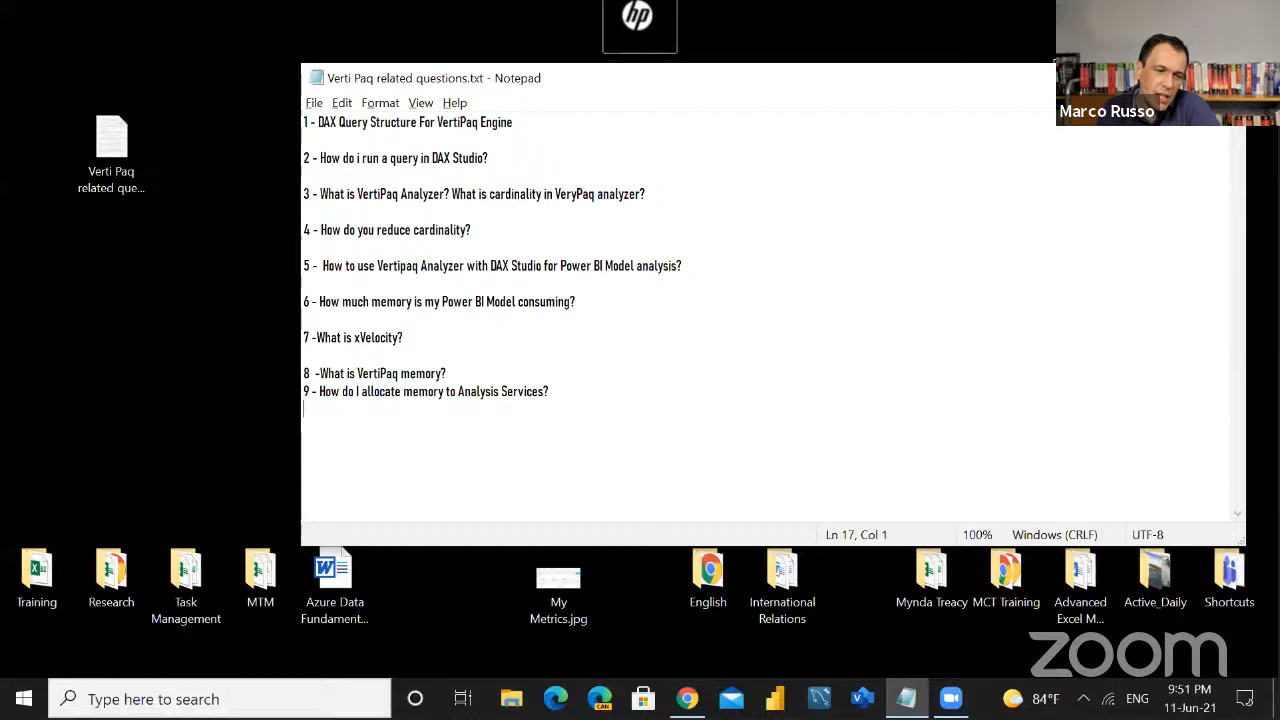 hp
Verti Paq related questions.txt - Notepad
Marco Russo
File Edit Format View Help
1 - DAX Query Structure For VertiPaq Engine
2 - How do i run a query in DAX Studio?
3 - What is VertiPaq Analyzer? What is cardinality in VeryPaq analyzer?
4 - How do you reduce cardinality?
5 -  How to use Vertipaq Analyzer with DAX Studio for Power BI Model analysis?
6 - How much memory is my Power BI Model consuming?
7 -What is xVelocity?
8  -What is VertiPaq memory?
9 - How do I allocate memory to Analysis Services?
Verti Paq
related que...
Ln 17, Col 1 100% Windows (CRLF) UTF-8
Training
Research
Task
Management
MTM
Azure Data
Fundament...
My
Metrics.jpg
English
International
Relations
Mynda Treacy
MCT Training
Advanced
Excel M...
Active_Daily
Shortcuts
zoom
Type here to search
CAN
84°F
ENG
9:51 PM
11-Jun-21